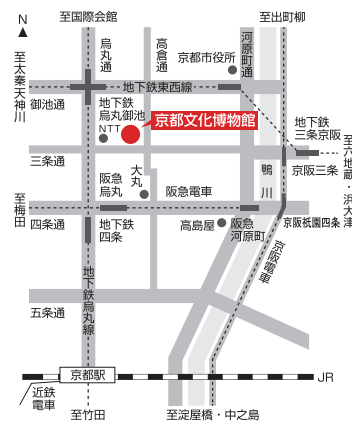 至国際会館
至出町柳
N
烏丸通
高倉通
河原町通
京都市役所
至太秦天神川
地下鉄東西線
御池通
地下鉄
烏丸御池
NTT
京都文化博物館
地下鉄
三条京阪
三条通
京阪三条
至六地蔵・浜大津
阪急
烏丸
大丸
阪急電車
鴨川
至梅田
四条通
地下鉄
四条
高島屋
阪急
河原町
京阪祇園四条
京阪電車
地下鉄烏丸線
五条通
京都駅
JR
近鉄
電車
至竹田
至淀屋橋・中之島